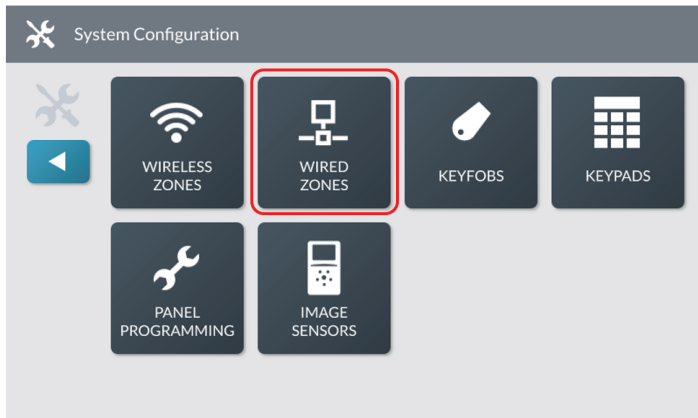 System Configuration
WIRELESS
ZONES
WIRED
ZONES
KEYFOBS
KEYPADS
PANEL
PROGRAMMING
IMAGE
SENSORS